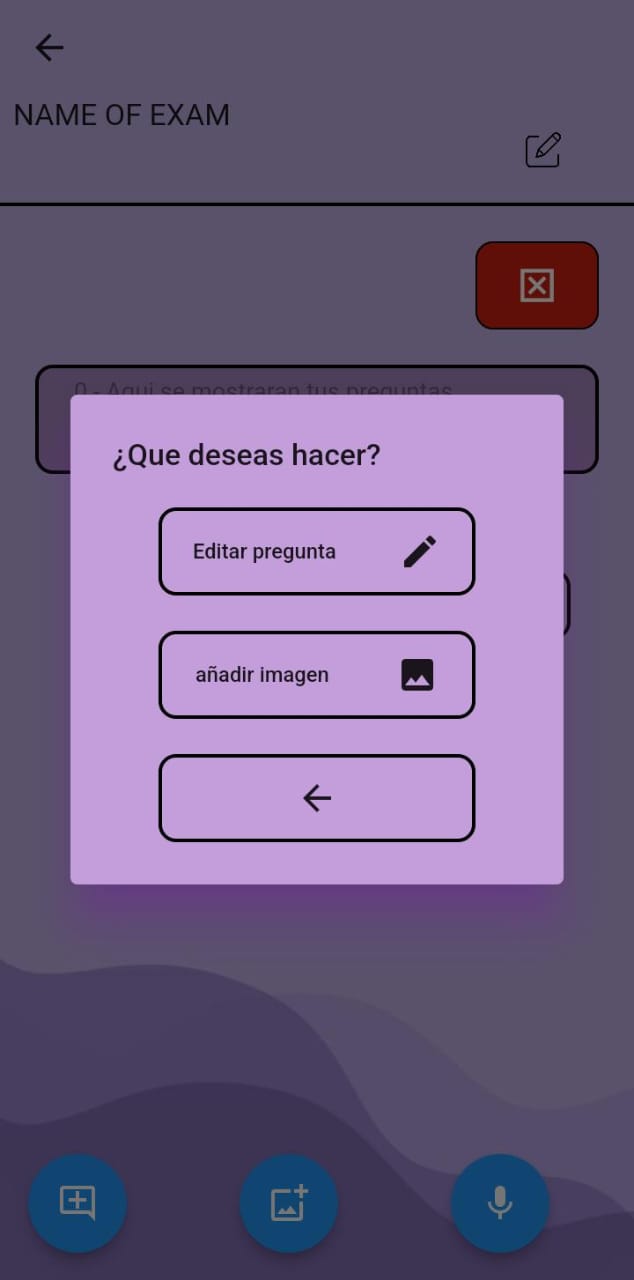 NAME OF EXAM
0 - Aqui se mostraran tus preguntas
¿Que deseas hacer?
Editar pregunta
añadir imagen